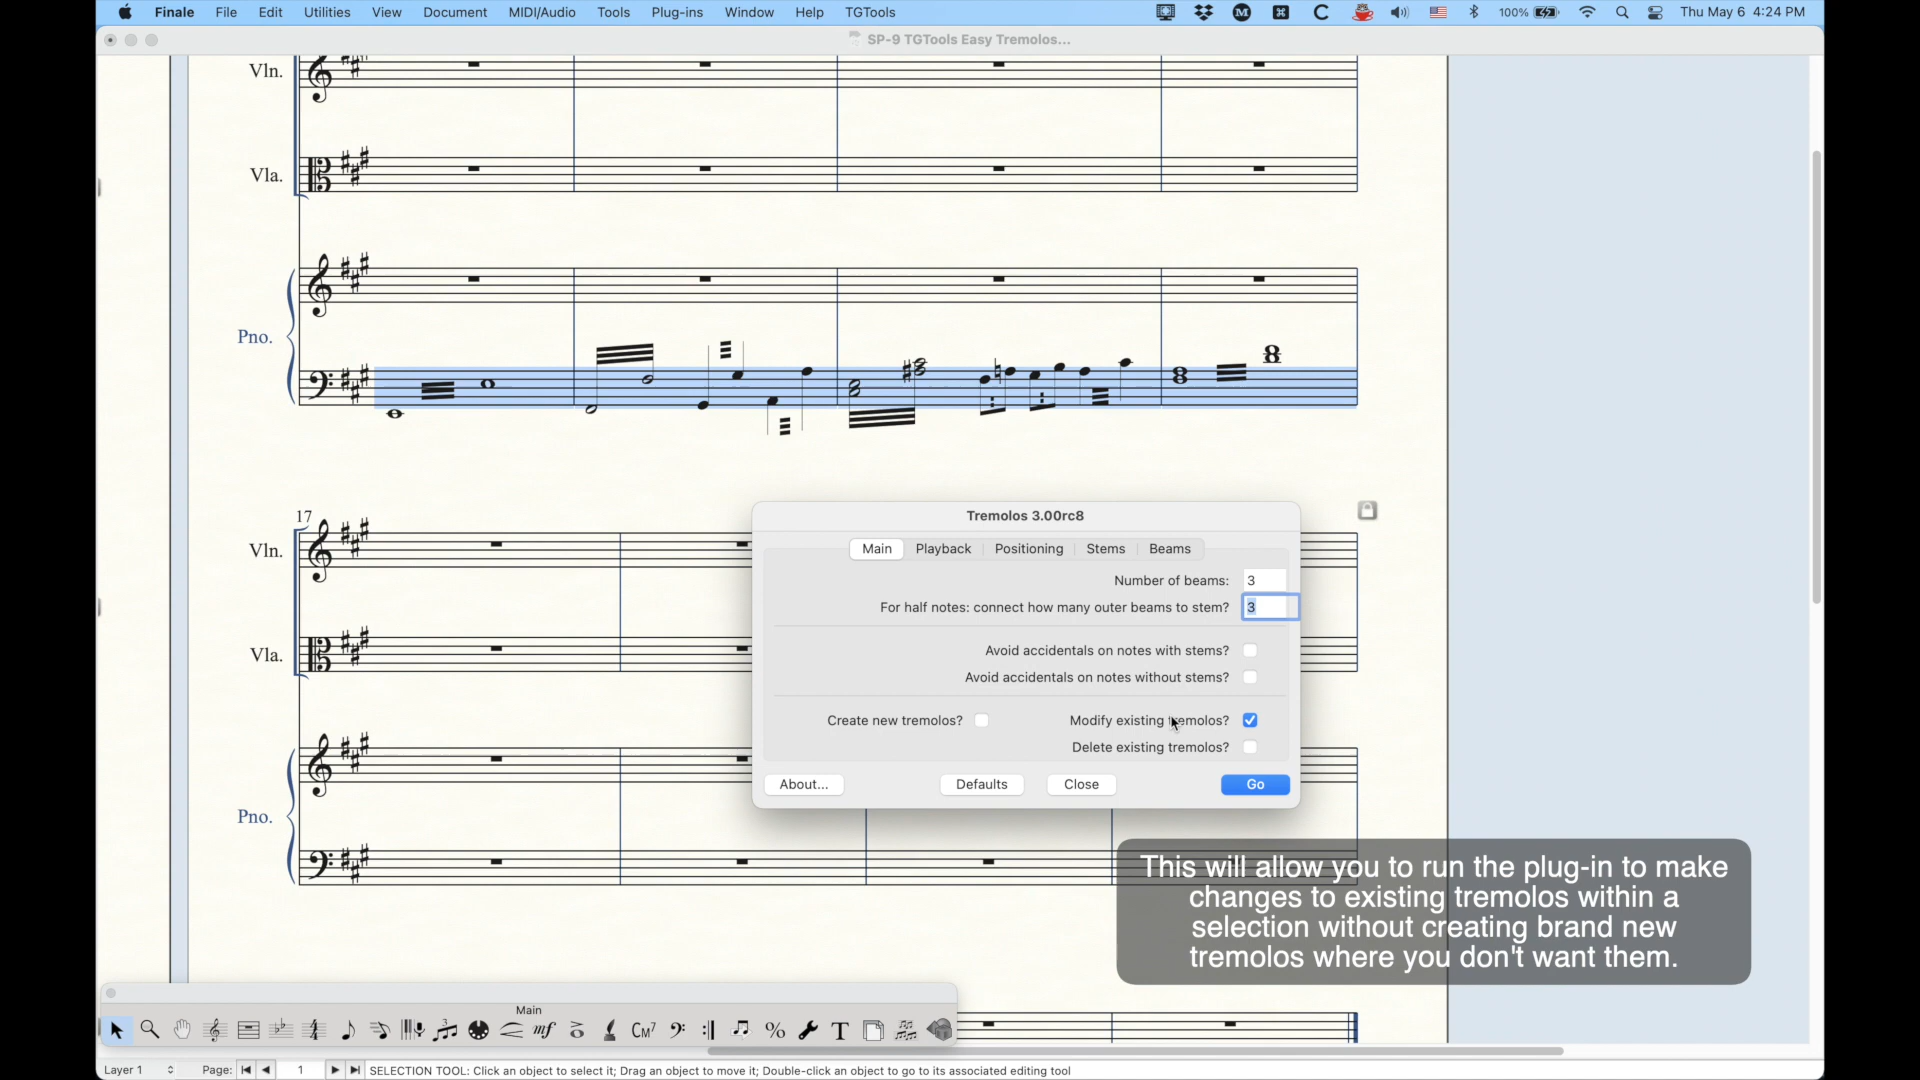 Finale File Edit Utilities View Document MIDI/Audio Tools Plug-ins Window Help TGTools 100% Thu May 6 4:24 PM
SP-9 TGTools Easy Tremolos...
Vln.
Vla.
Pno.
17
Vln.
Vla.
Pno.
Tremolos 3.00rc8
Main Playback Positioning Stems Beams
Number of beams: 3
For half notes: connect how many outer beams to stem? 3
Avoid accidentals on notes with stems?
Avoid accidentals on notes without stems?
Create new tremolos? Modify existing tremolos?
Delete existing tremolos?
About... Defaults Close Go
This will allow you to run the plug-in to make
changes to existing tremolos within a
selection without creating brand new
tremolos where you don't want them.
Main
mf CM7 % T
Layer 1 Page: 1 SELECTION TOOL: Click an object to select it; Drag an object to move it; Double-click an object to go to its associated editing tool